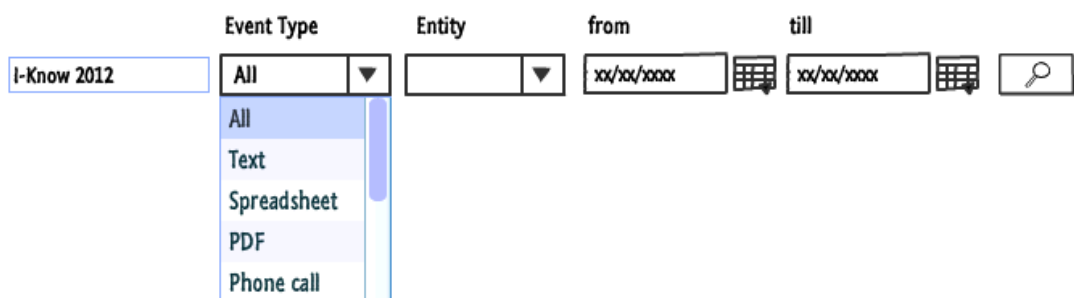 Event Type Entity from till
I-Know 2012 All xx/xx/xxxx xx/xx/xxxx
All
Text
Spreadsheet
PDF
Phone call